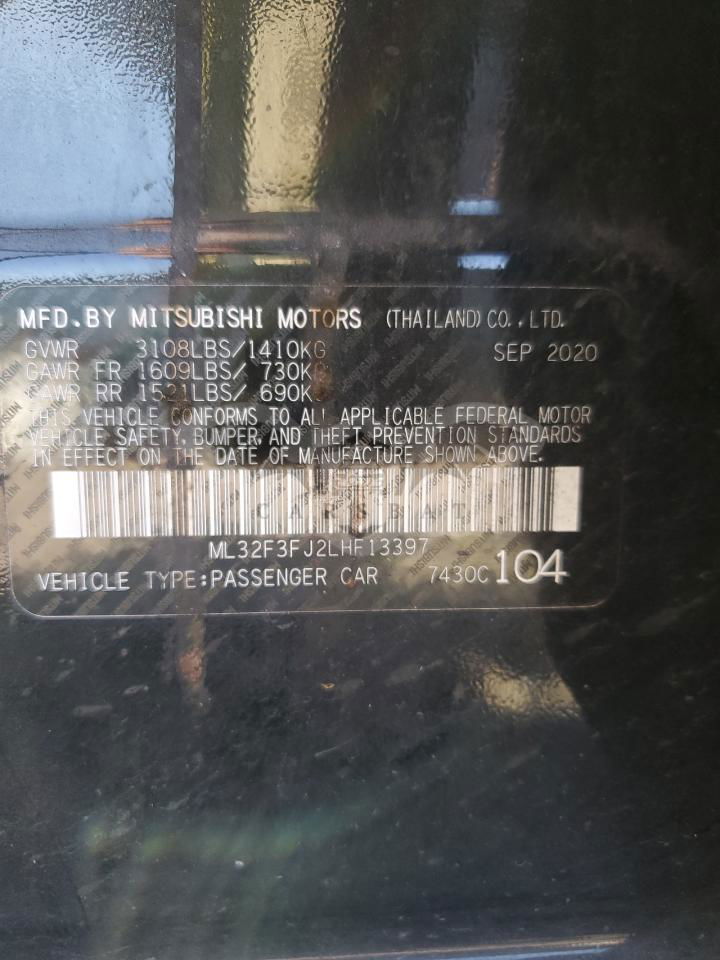 MFD.BY MITSUBISHI MOTORS (THAILAND) CO., LTD.
GVWR 3108LBS/1410KG SEP 2020
GAWR FR 1609LBS/ 730KG
GAWR RR 1521LBS/ 690KG
THIS VEHICLE CONFORMS TO ALL APPLICABLE FEDERAL MOTOR
VEHICLE SAFETY, BUMPER, AND THEFT PREVENTION STANDARDS
IN EFFECT ON THE DATE OF MANUFACTURE SHOWN ABOVE.
CARSBAT
ML32F3FJ2LHF13397
VEHICLE TYPE:PASSENGER CAR 7430C 104